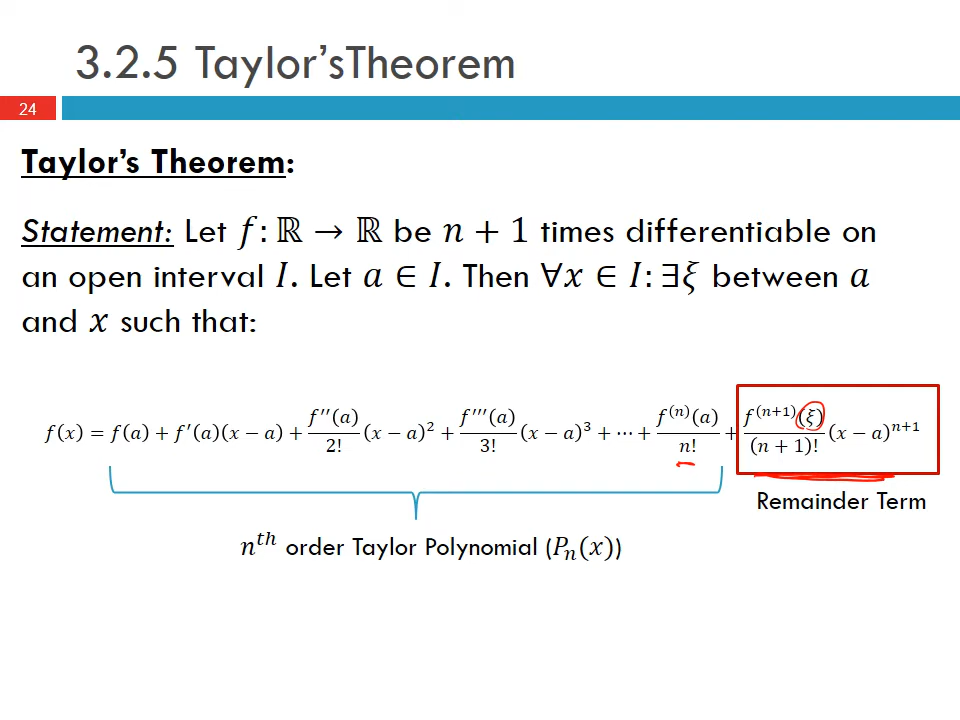 3.2.5 Taylor’sTheorem
24
Taylor’s Theorem:
Statement: Let 𝑓: ℝ → ℝ be 𝑛 + 1 times differentiable on
an open interval 𝐼. Let 𝑎 ∈ 𝐼. Then ∀𝑥 ∈ 𝐼: ∃𝜉 between 𝑎
and 𝑥 such that:
f(x) = f(a) + f′(a)(x − a) + f′′(a)/2! (x − a)² + f′′′(a)/3! (x − a)³ + ⋯ + f⁽ⁿ⁾(a)/n! + f⁽ⁿ⁺¹⁾(ξ)/(n + 1)! (x − a)ⁿ⁺¹
Remainder Term
nᵗʰ order Taylor Polynomial (Pₙ(x))